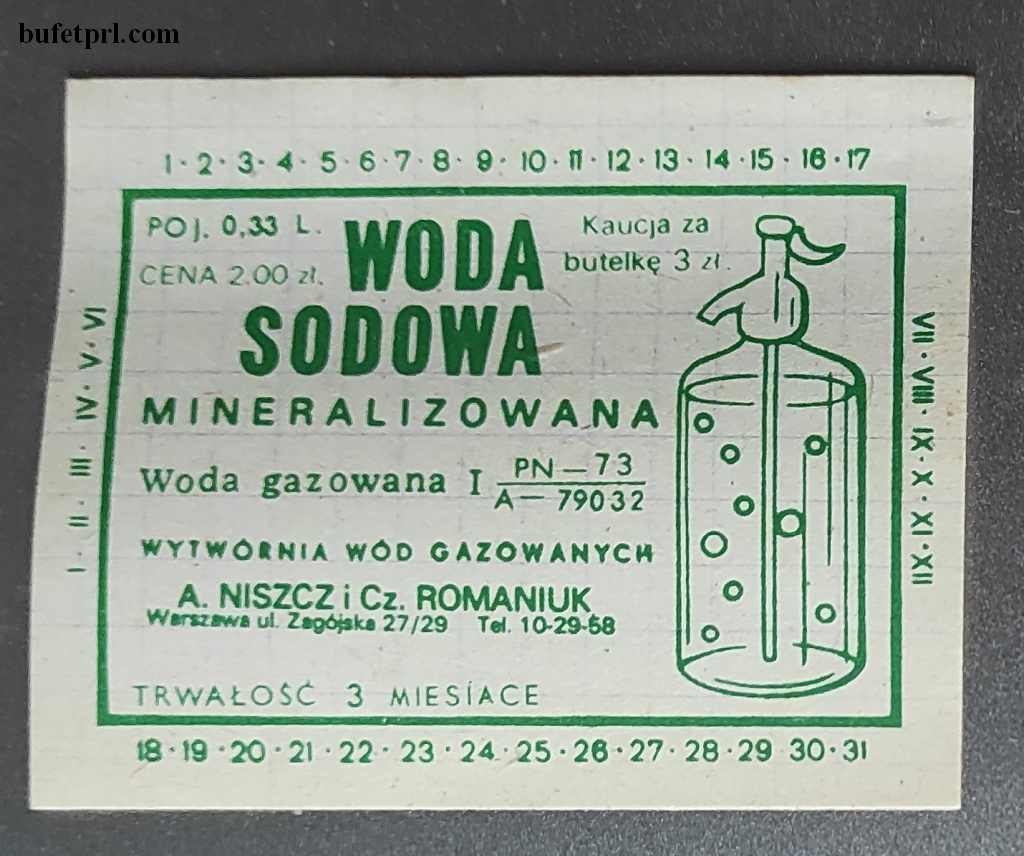 bufetprl.com
1 · 2 · 3 · 4 · 5 · 6 · 7 · 8 · 9 · 10 · 11 · 12 · 13 · 14 · 15 · 16 · 17
POJ. 0,33 L.
CENA 2.00 zł.
WODA
SODOWA
Kaucja za
butelkę 3 zł.
MINERALIZOWANA
Woda gazowana I PN — 73
A — 79032
WYTWÓRNIA WÓD GAZOWANYCH
A. NISZCZ i Cz. ROMANIUK
Warszawa ul. Zagójska 27/29 Tel. 10-29-58
TRWAŁOŚĆ 3 MIESIĄCE
I · II · III · IV · V · VI
VII · VIII · IX · X · XI · XII
18 · 19 · 20 · 21 · 22 · 23 · 24 · 25 · 26 · 27 · 28 · 29 · 30 · 31